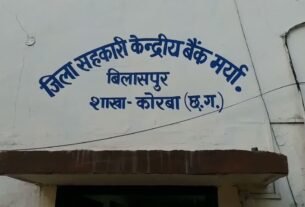 जिला सहकारी केन्द्रीय बैंक मर्या.
बिलासपुर
शाखा- कोरबा (छ.ग.)